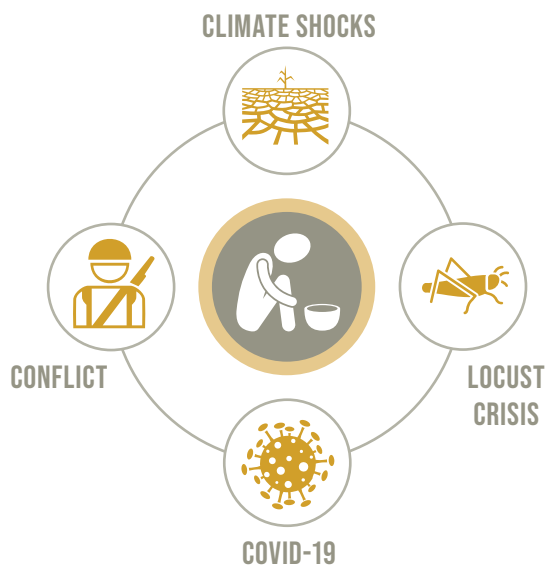 CLIMATE SHOCKS
CONFLICT
LOCUST
CRISIS
COVID-19